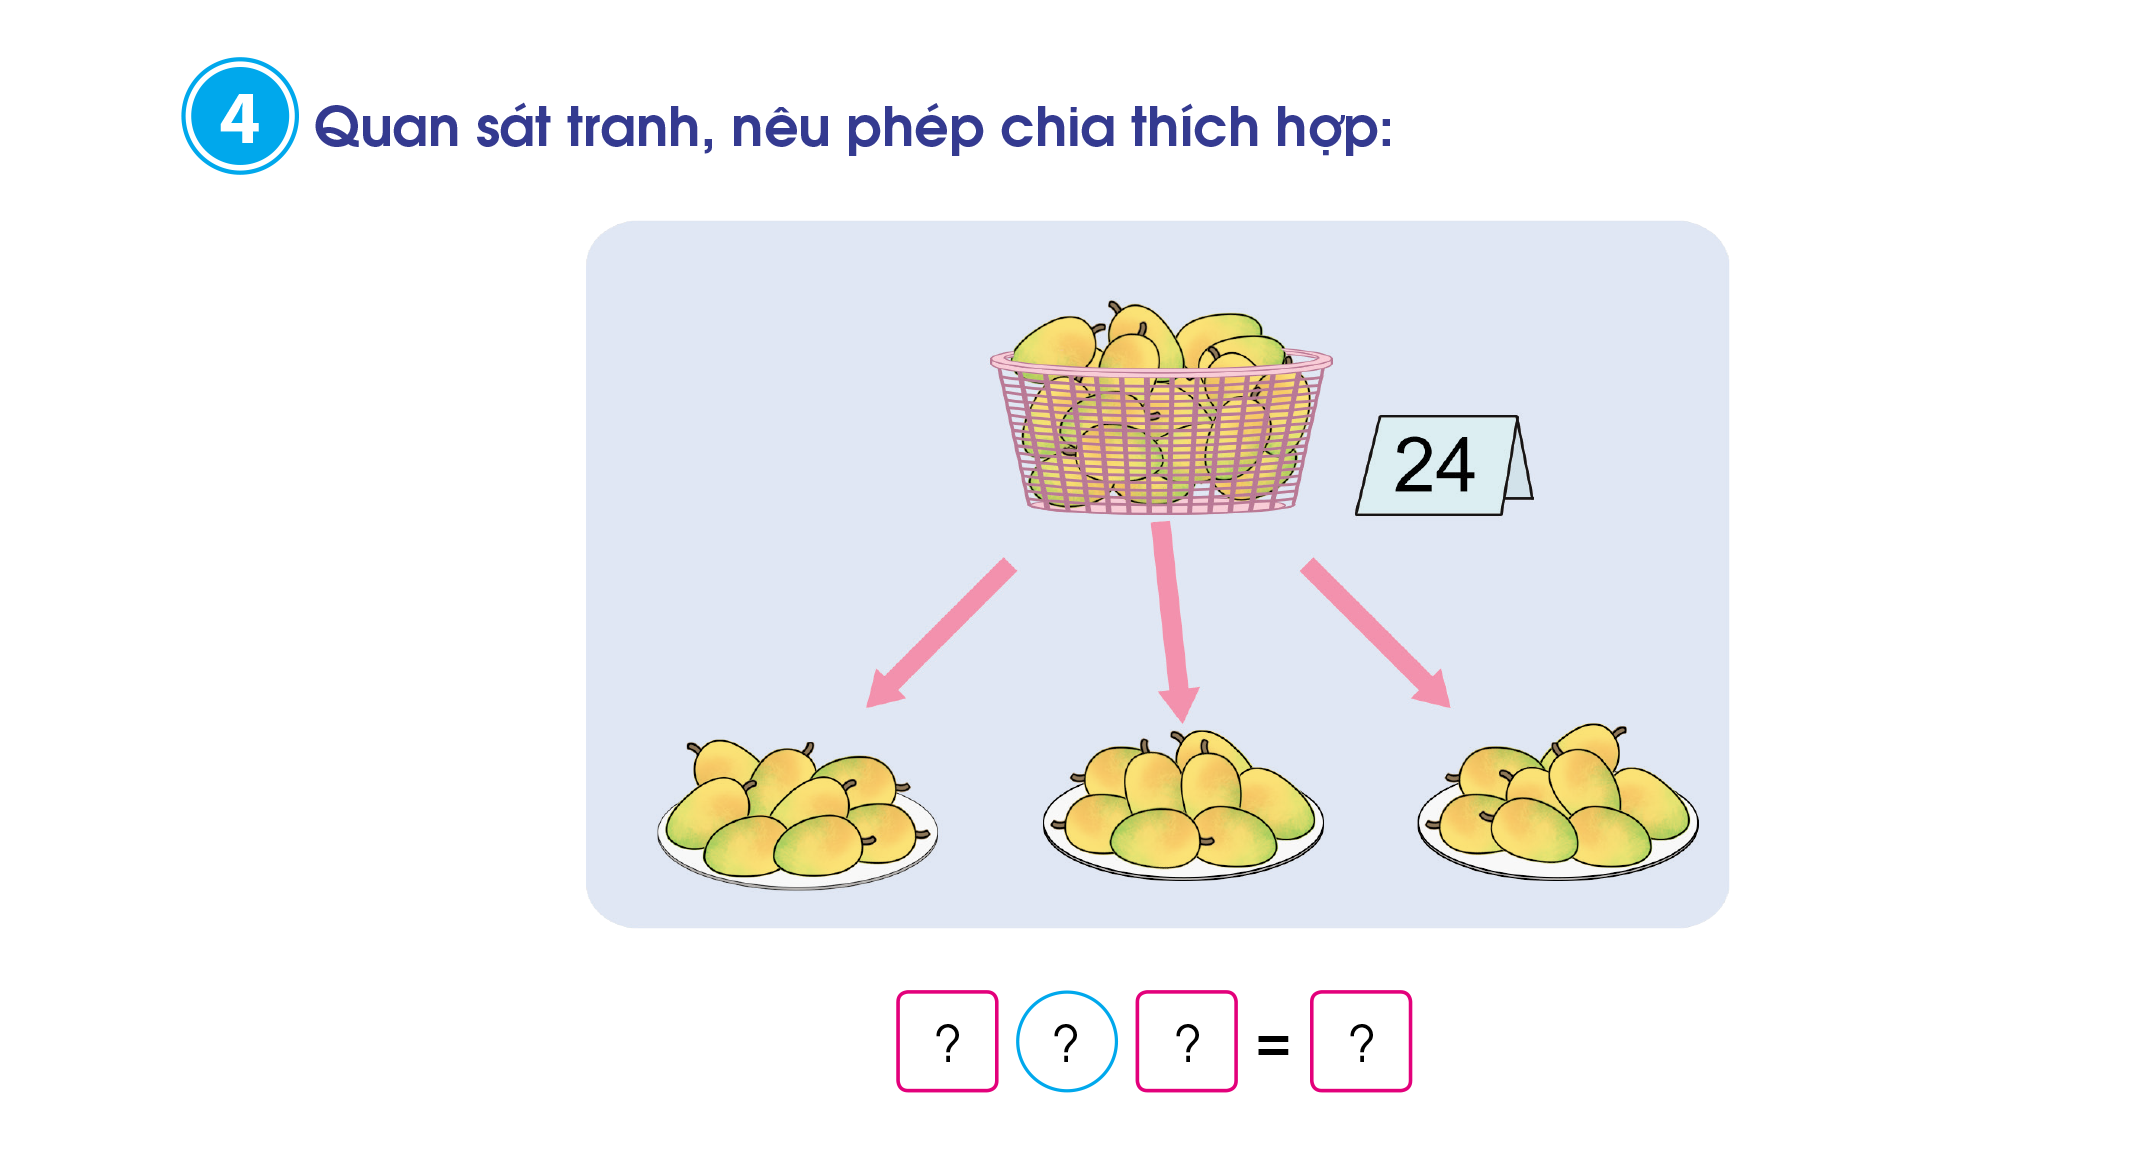 4 Quan sát tranh, nêu phép chia thích hợp:
24
? ? ? = ?